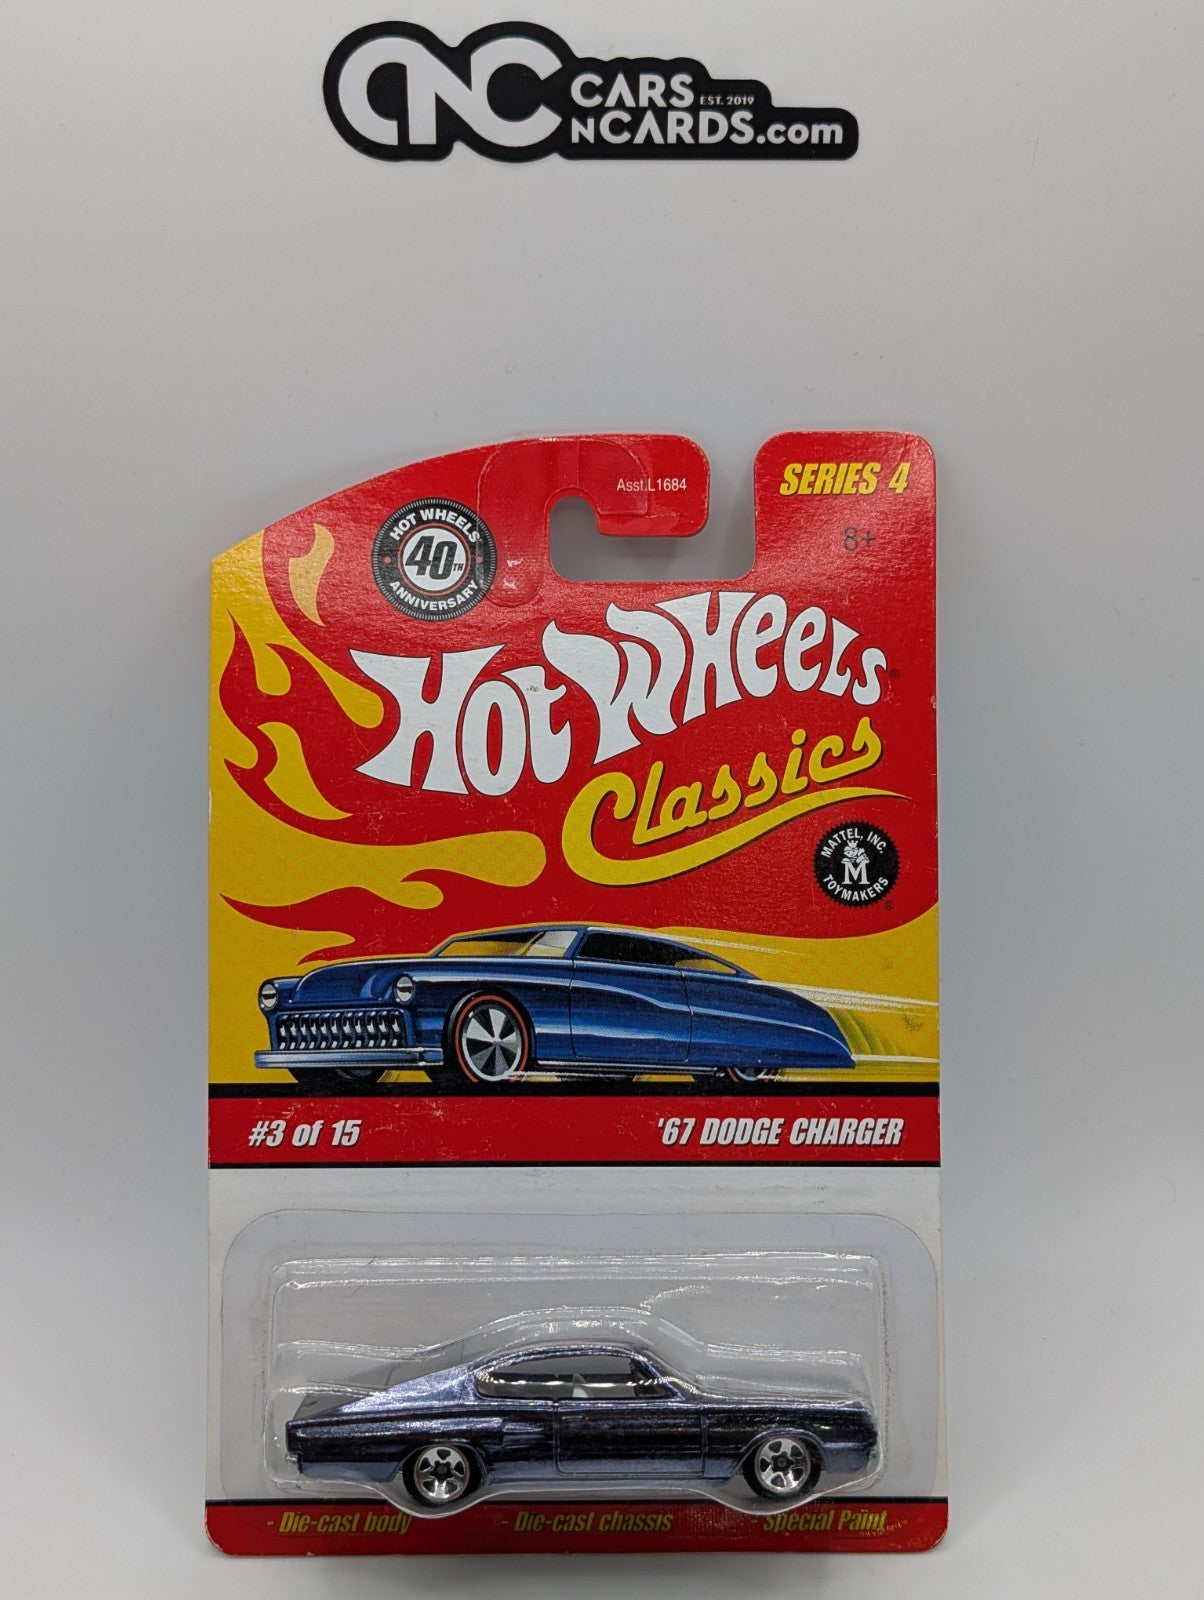 CNC CARS EST. 2019
nCARDS.com
Asst.L1684
SERIES 4
8+
HOT WHEELS
40TH
ANNIVERSARY
HOT WHEELS®
Classics
MATTEL, INC.
M
TOYMAKERS
®
#3 of 15 '67 DODGE CHARGER
- Die-cast body - Die-cast chassis - Special Paint